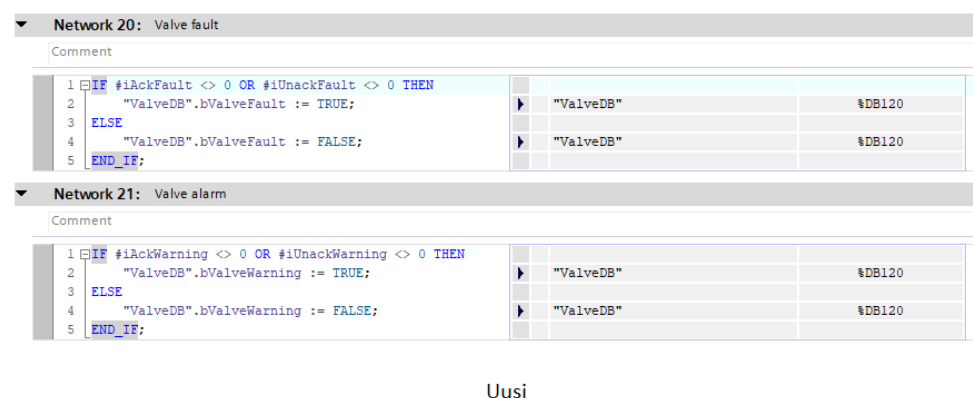 Network 20: Valve fault
Comment
1 IF #iAckFault <> 0 OR #iUnackFault <> 0 THEN
2 "ValveDB".bValveFault := TRUE; "ValveDB" %DB120
3 ELSE
4 "ValveDB".bValveFault := FALSE; "ValveDB" %DB120
5 END_IF;
Network 21: Valve alarm
Comment
1 IF #iAckWarning <> 0 OR #iUnackWarning <> 0 THEN
2 "ValveDB".bValveWarning := TRUE; "ValveDB" %DB120
3 ELSE
4 "ValveDB".bValveWarning := FALSE; "ValveDB" %DB120
5 END_IF;
Uusi